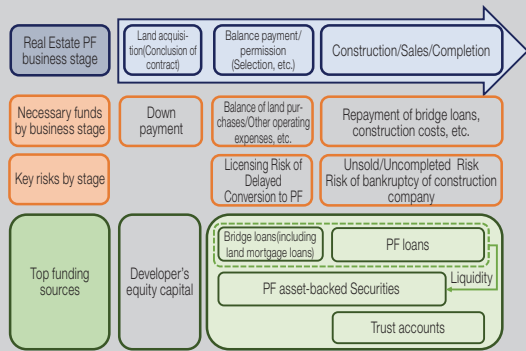 Real Estate PF
business stage
Land acquisi-
tion(Conclusion of
contract)
Balance payment/
permission
(Selection, etc.)
Construction/Sales/Completion
Necessary funds
by business stage
Down
payment
Balance of land pur-
chases/Other operating
expenses, etc.
Repayment of bridge loans,
construction costs, etc.
Key risks by stage
Licensing Risk of
Delayed
Conversion to PF
Unsold/Uncompleted Risk
Risk of bankruptcy of construction
company
Top funding
sources
Developer's
equity capital
Bridge loans(including
land mortgage loans)
PF loans
Liquidity
PF asset-backed Securities
Trust accounts